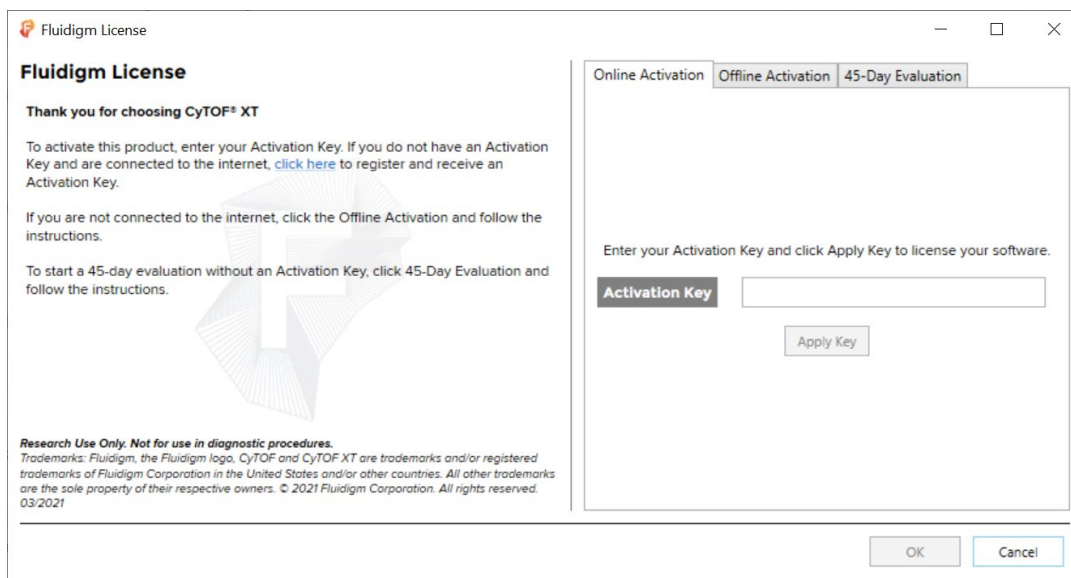 Fluidigm License
Fluidigm License
Thank you for choosing CyTOF® XT
To activate this product, enter your Activation Key. If you do not have an Activation
Key and are connected to the internet, click here to register and receive an
Activation Key.
If you are not connected to the internet, click the Offline Activation and follow the
instructions.
To start a 45-day evaluation without an Activation Key, click 45-Day Evaluation and
follow the instructions.
Research Use Only. Not for use in diagnostic procedures.
Trademarks: Fluidigm, the Fluidigm logo, CyTOF and CyTOF XT are trademarks and/or registered
trademarks of Fluidigm Corporation in the United States and/or other countries. All other trademarks
are the sole property of their respective owners. © 2021 Fluidigm Corporation. All rights reserved.
03/2021
Online Activation
Offline Activation
45-Day Evaluation
Enter your Activation Key and click Apply Key to license your software.
Activation Key
Apply Key
OK
Cancel